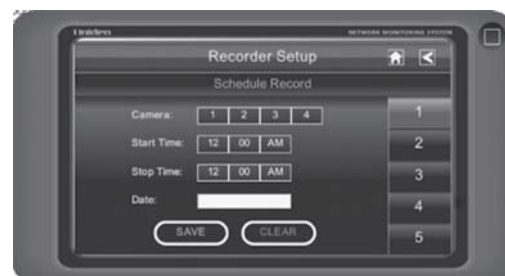 Uniden
NETWORK MONITORING SYSTEM
Recorder Setup
Schedule Record
Camera: 1 2 3 4
Start Time: 12 00 AM
Stop Time: 12 00 AM
Date:
SAVE CLEAR
1
2
3
4
5